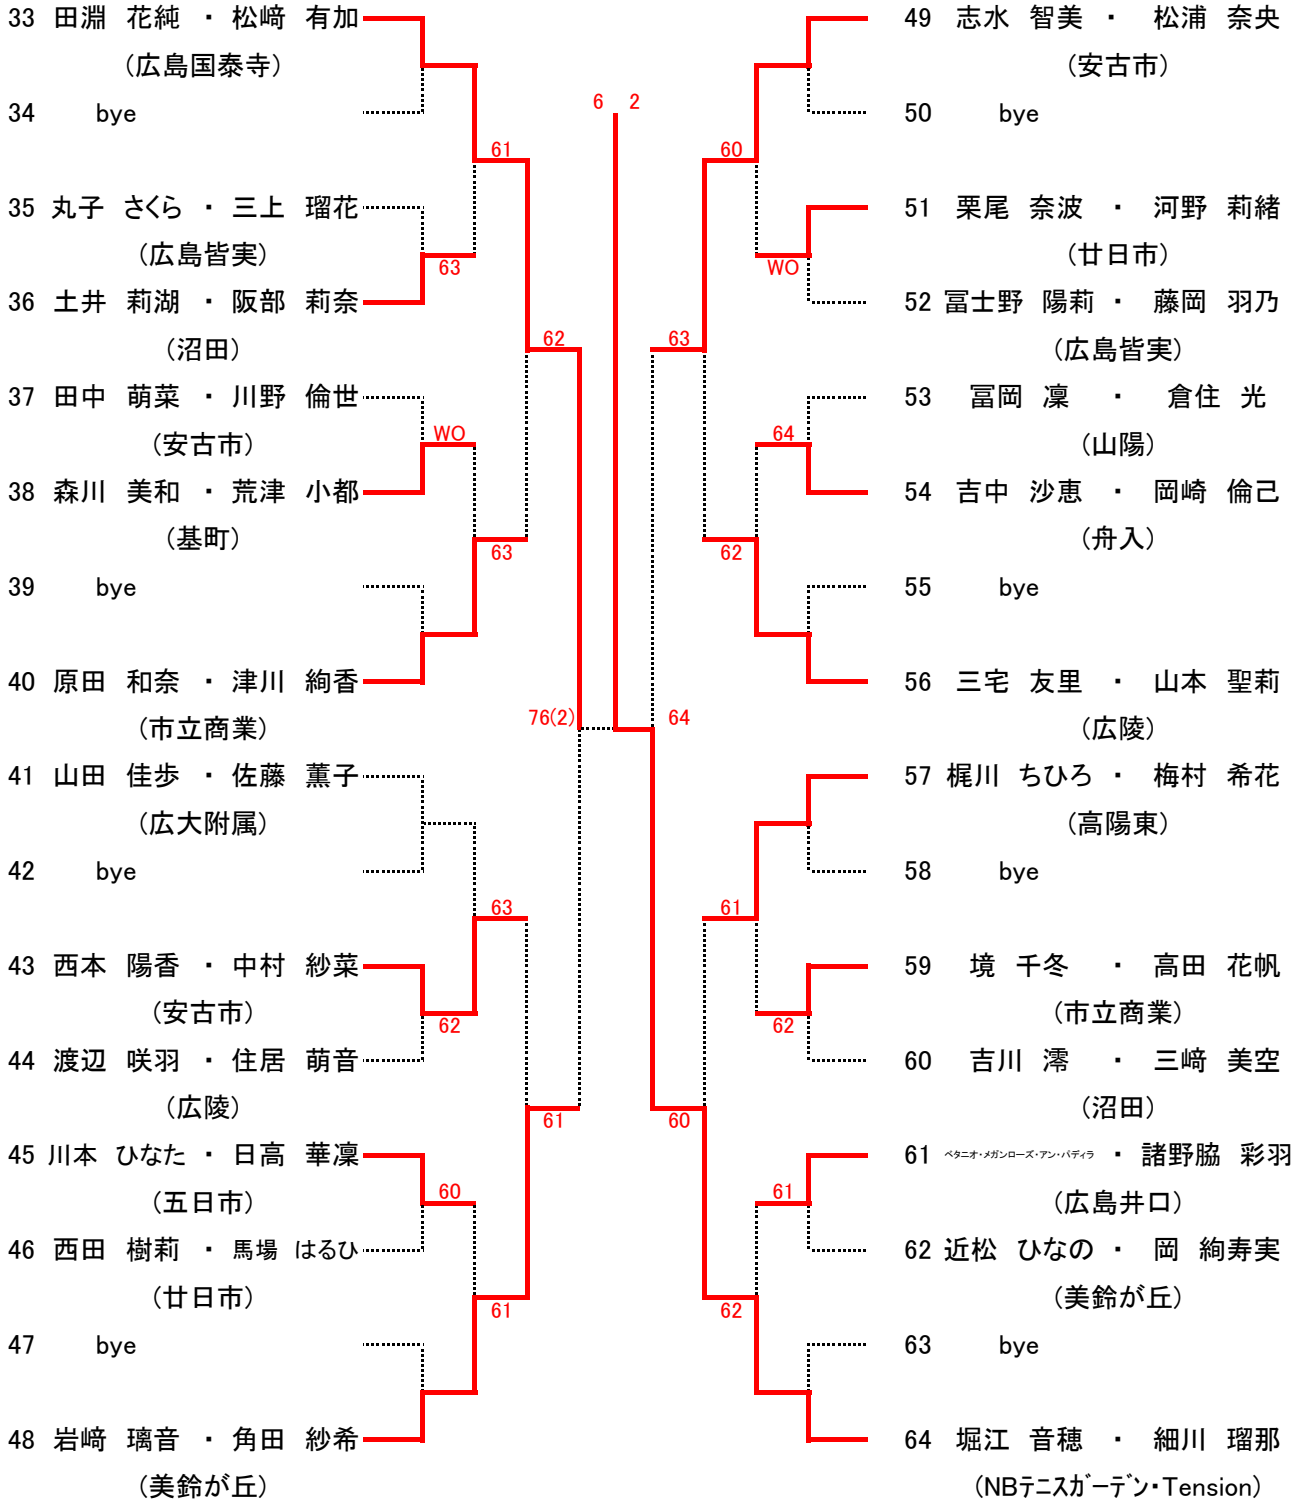 33 田淵 花純 ・ 松﨑 有加
(広島国泰寺)
34 bye
61
35 丸子 さくら ・ 三上 瑠花
(広島皆実)
63
36 土井 莉湖 ・ 阪部 莉奈
(沼田)
62
37 田中 萌菜 ・ 川野 倫世
(安古市)
WO
38 森川 美和 ・ 荒津 小都
(基町)
63
39 bye
40 原田 和奈 ・ 津川 絢香
(市立商業)
76(2)
41 山田 佳歩 ・ 佐藤 薫子
(広大附属)
42 bye
63
43 西本 陽香 ・ 中村 紗菜
(安古市)
62
44 渡辺 咲羽 ・ 住居 萌音
(広陵)
61
45 川本 ひなた ・ 日高 華凜
(五日市)
60
46 西田 樹莉 ・ 馬場 はるひ
(廿日市)
61
47 bye
48 岩﨑 璃音 ・ 角田 紗希
(美鈴が丘)
6 2
49 志水 智美 ・ 松浦 奈央
(安古市)
50 bye
60
51 栗尾 奈波 ・ 河野 莉緒
(廿日市)
WO
52 冨士野 陽莉 ・ 藤岡 羽乃
(広島皆実)
63
53 冨岡 凜 ・ 倉住 光
(山陽)
64
54 吉中 沙恵 ・ 岡崎 倫己
(舟入)
62
55 bye
56 三宅 友里 ・ 山本 聖莉
(広陵)
64
57 梶川 ちひろ ・ 梅村 希花
(高陽東)
58 bye
61
59 境 千冬 ・ 高田 花帆
(市立商業)
62
60 吉川 澪 ・ 三﨑 美空
(沼田)
60
61 ベタニオ・メガンローズ・アン・パディラ ・ 諸野脇 彩羽
(広島井口)
61
62 近松 ひなの ・ 岡 絢寿実
(美鈴が丘)
62
63 bye
64 堀江 音穂 ・ 細川 瑠那
(NBテニスガーデン・Tension)